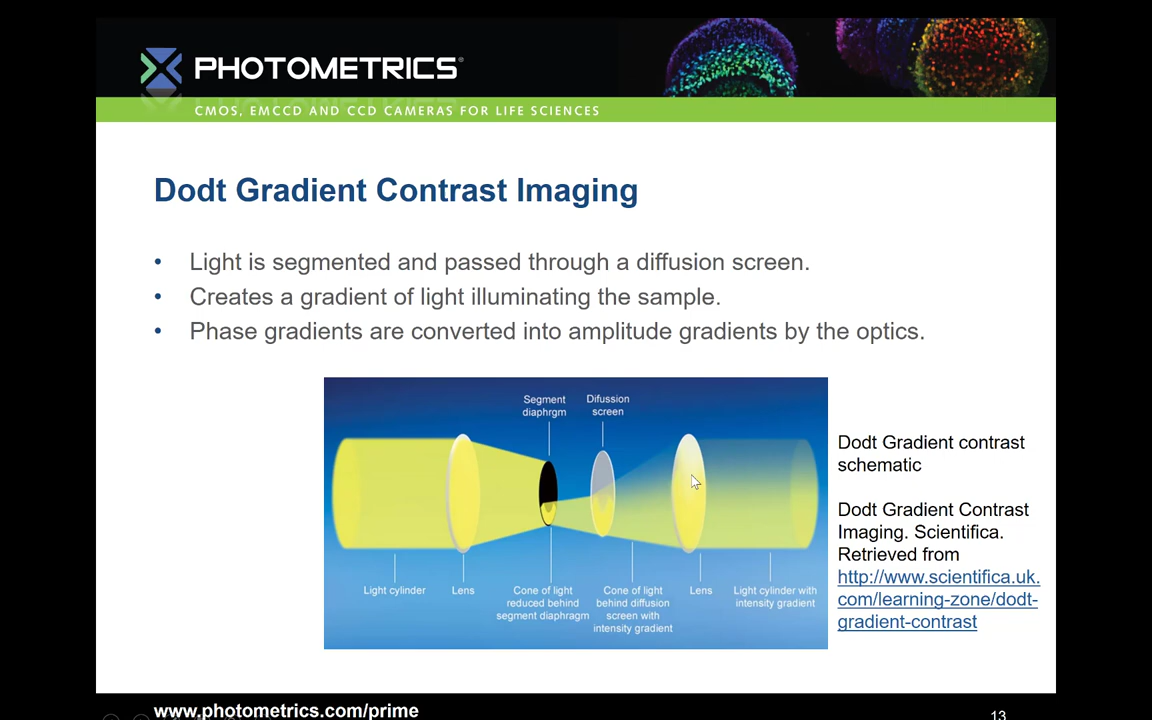 PHOTOMETRICS®
CMOS, EMCCD AND CCD CAMERAS FOR LIFE SCIENCES
Dodt Gradient Contrast Imaging
• Light is segmented and passed through a diffusion screen.
• Creates a gradient of light illuminating the sample.
• Phase gradients are converted into amplitude gradients by the optics.
Segment
diaphrgm
Difussion
screen
Light cylinder
Lens
Cone of light
reduced behind
segment diaphragm
Cone of light
behind diffusion
screen with
intensity gradient
Lens
Light cylinder with
intensity gradient
Dodt Gradient contrast
schematic
Dodt Gradient Contrast
Imaging. Scientifica.
Retrieved from
http://www.scientifica.uk.
com/learning-zone/dodt-
gradient-contrast
www.photometrics.com/prime
13